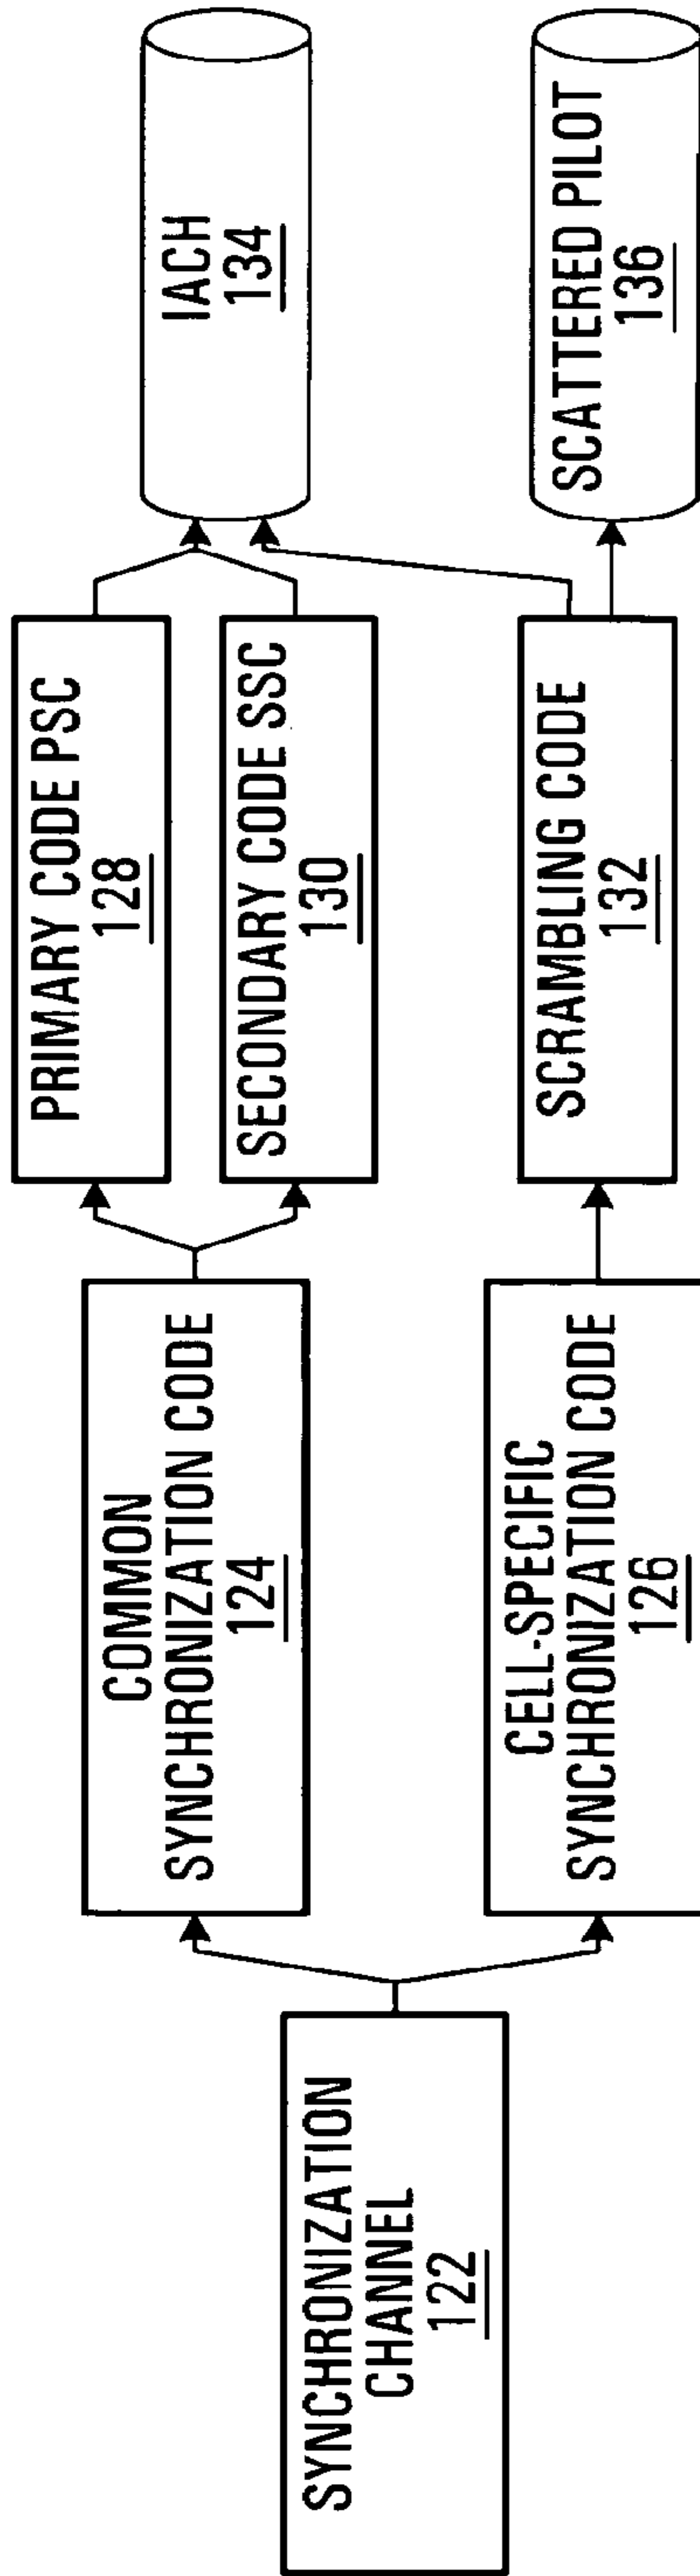 SYNCHRONIZATION
CHANNEL
122
COMMON
SYNCHRONIZATION CODE
124
CELL-SPECIFIC
SYNCHRONIZATION CODE
126
PRIMARY CODE PSC
128
SECONDARY CODE SSC
130
SCRAMBLING CODE
132
IACH
134
SCATTERED PILOT
136